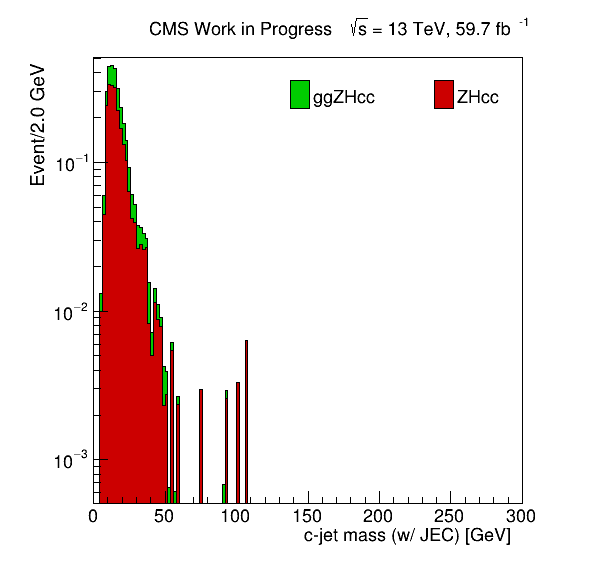 CMS Work in Progress √s = 13 TeV, 59.7 fb⁻¹
Event/2.0 GeV
ggZHcc ZHcc
10⁻¹
10⁻²
10⁻³
0 50 100 150 200 250 300
c-jet mass (w/ JEC) [GeV]